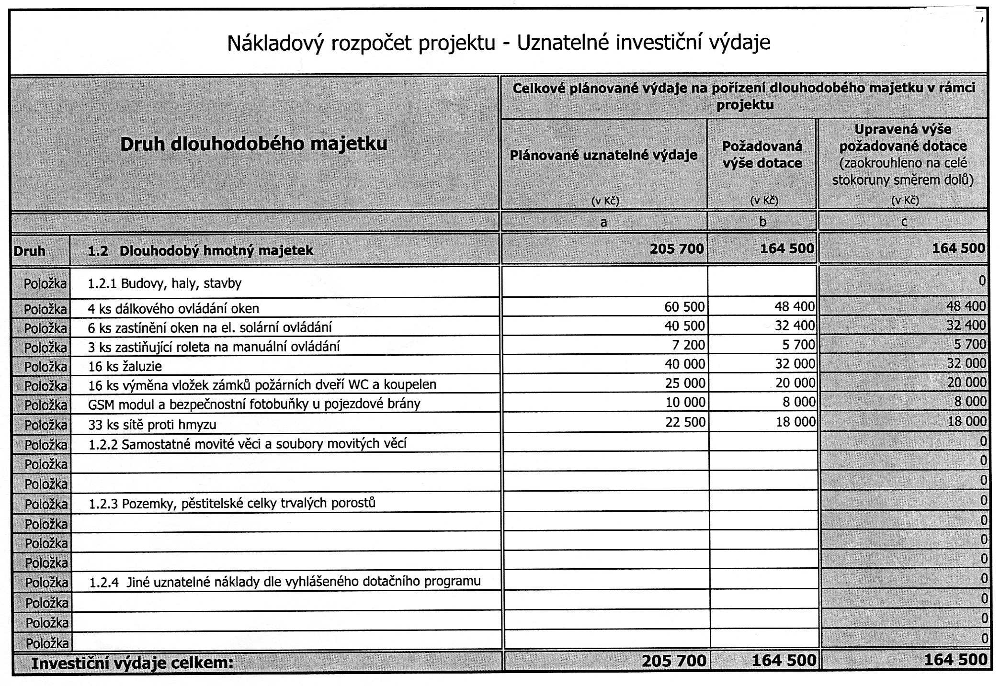 Nákladový rozpočet projektu - Uznatelné investiční výdaje
Druh dlouhodobého majetku
Celkové plánované výdaje na pořízení dlouhodobého majetku v rámci
projektu
Plánované uznatelné výdaje
(v Kč)
Požadovaná
výše dotace
(v Kč)
Upravená výše
požadované dotace
(zaokrouhleno na celé
stokoruny směrem dolů)
(v Kč)
a b c
Druh 1.2 Dlouhodobý hmotný majetek 205 700 164 500 164 500
Položka 1.2.1 Budovy, haly, stavby 0
Položka 4 ks dálkového ovládání oken 60 500 48 400 48 400
Položka 6 ks zastínění oken na el. solární ovládání 40 500 32 400 32 400
Položka 3 ks zastiňující roleta na manuální ovládání 7 200 5 700 5 700
Položka 16 ks žaluzie 40 000 32 000 32 000
Položka 16 ks výměna vložek zámků požárních dveří WC a koupelen 25 000 20 000 20 000
Položka GSM modul a bezpečnostní fotobuňky u pojezdové brány 10 000 8 000 8 000
Položka 33 ks sítě proti hmyzu 22 500 18 000 18 000
Položka 1.2.2 Samostatné movité věci a soubory movitých věcí 0
Položka 0
Položka 0
Položka 1.2.3 Pozemky, pěstitelské celky trvalých porostů 0
Položka 0
Položka 0
Položka 0
Položka 1.2.4 Jiné uznatelné náklady dle vyhlášeného dotačního programu 0
Položka 0
Položka 0
Položka 0
Investiční výdaje celkem: 205 700 164 500 164 500